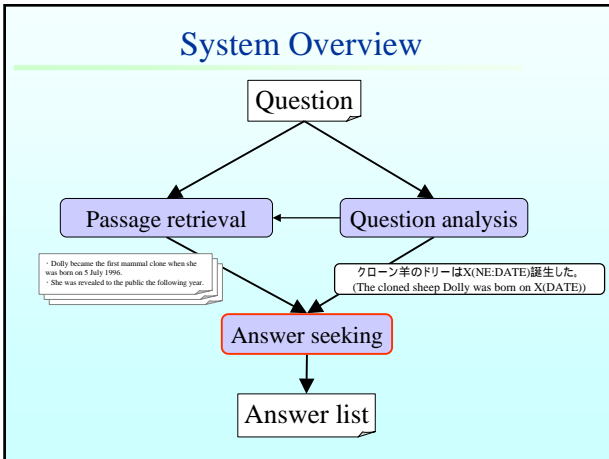 System Overview
Question
Passage retrieval
Question analysis
・Dolly became the first mammal clone when she
was born on 5 July 1996.
・She was revealed to the public the following year.
クローン羊のドリーはX(NE:DATE)誕生した。
(The cloned sheep Dolly was born on X(DATE))
Answer seeking
Answer list